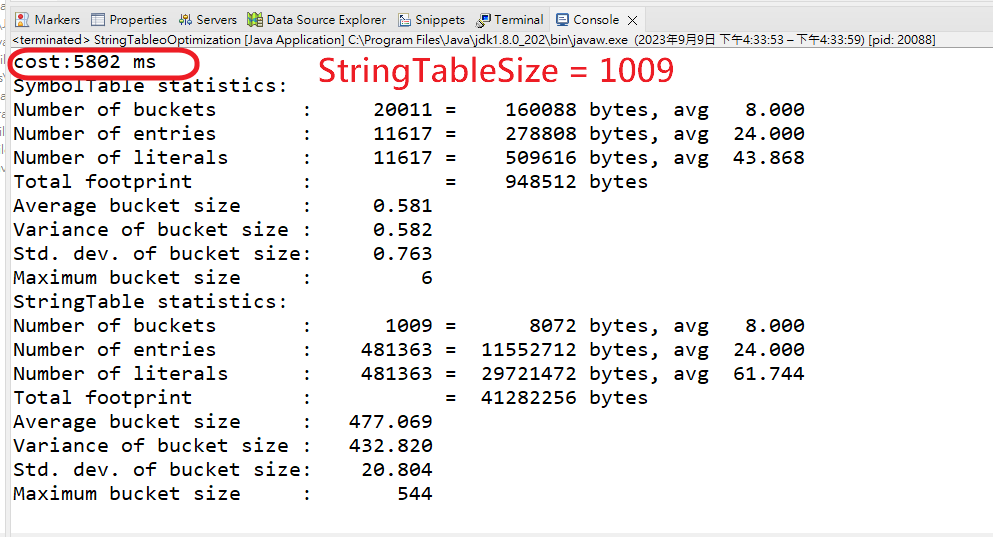 Markers Properties Servers Data Source Explorer Snippets Terminal Console
<terminated> StringTableoOptimization [Java Application] C:\Program Files\Java\jdk1.8.0_202\bin\javaw.exe (2023年9月9日 下午4:33:53 – 下午4:33:59) [pid: 20088]
cost:5802 ms
StringTableSize = 1009
SymbolTable statistics:
Number of buckets : 20011 = 160088 bytes, avg 8.000
Number of entries : 11617 = 278808 bytes, avg 24.000
Number of literals : 11617 = 509616 bytes, avg 43.868
Total footprint : = 948512 bytes
Average bucket size : 0.581
Variance of bucket size : 0.582
Std. dev. of bucket size: 0.763
Maximum bucket size : 6
StringTable statistics:
Number of buckets : 1009 = 8072 bytes, avg 8.000
Number of entries : 481363 = 11552712 bytes, avg 24.000
Number of literals : 481363 = 29721472 bytes, avg 61.744
Total footprint : = 41282256 bytes
Average bucket size : 477.069
Variance of bucket size : 432.820
Std. dev. of bucket size: 20.804
Maximum bucket size : 544